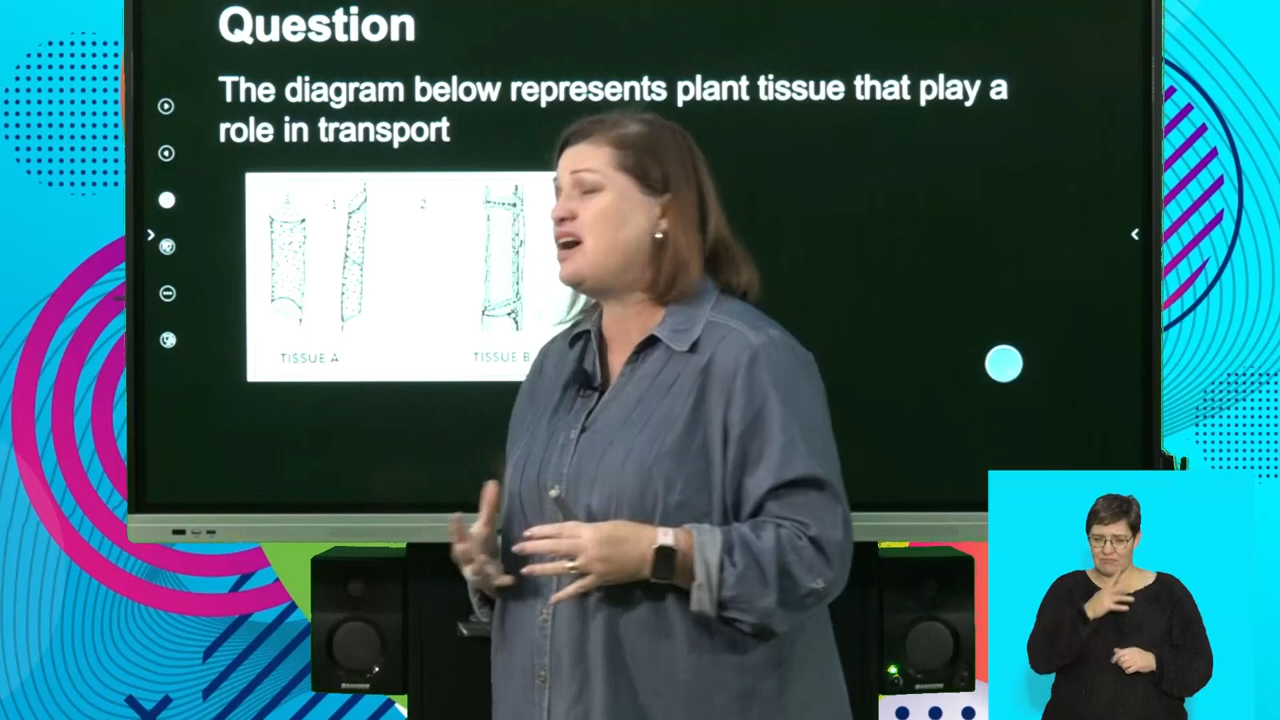 Question
The diagram below represents plant tissue that play a
role in transport
1
2
TISSUE A
TISSUE B